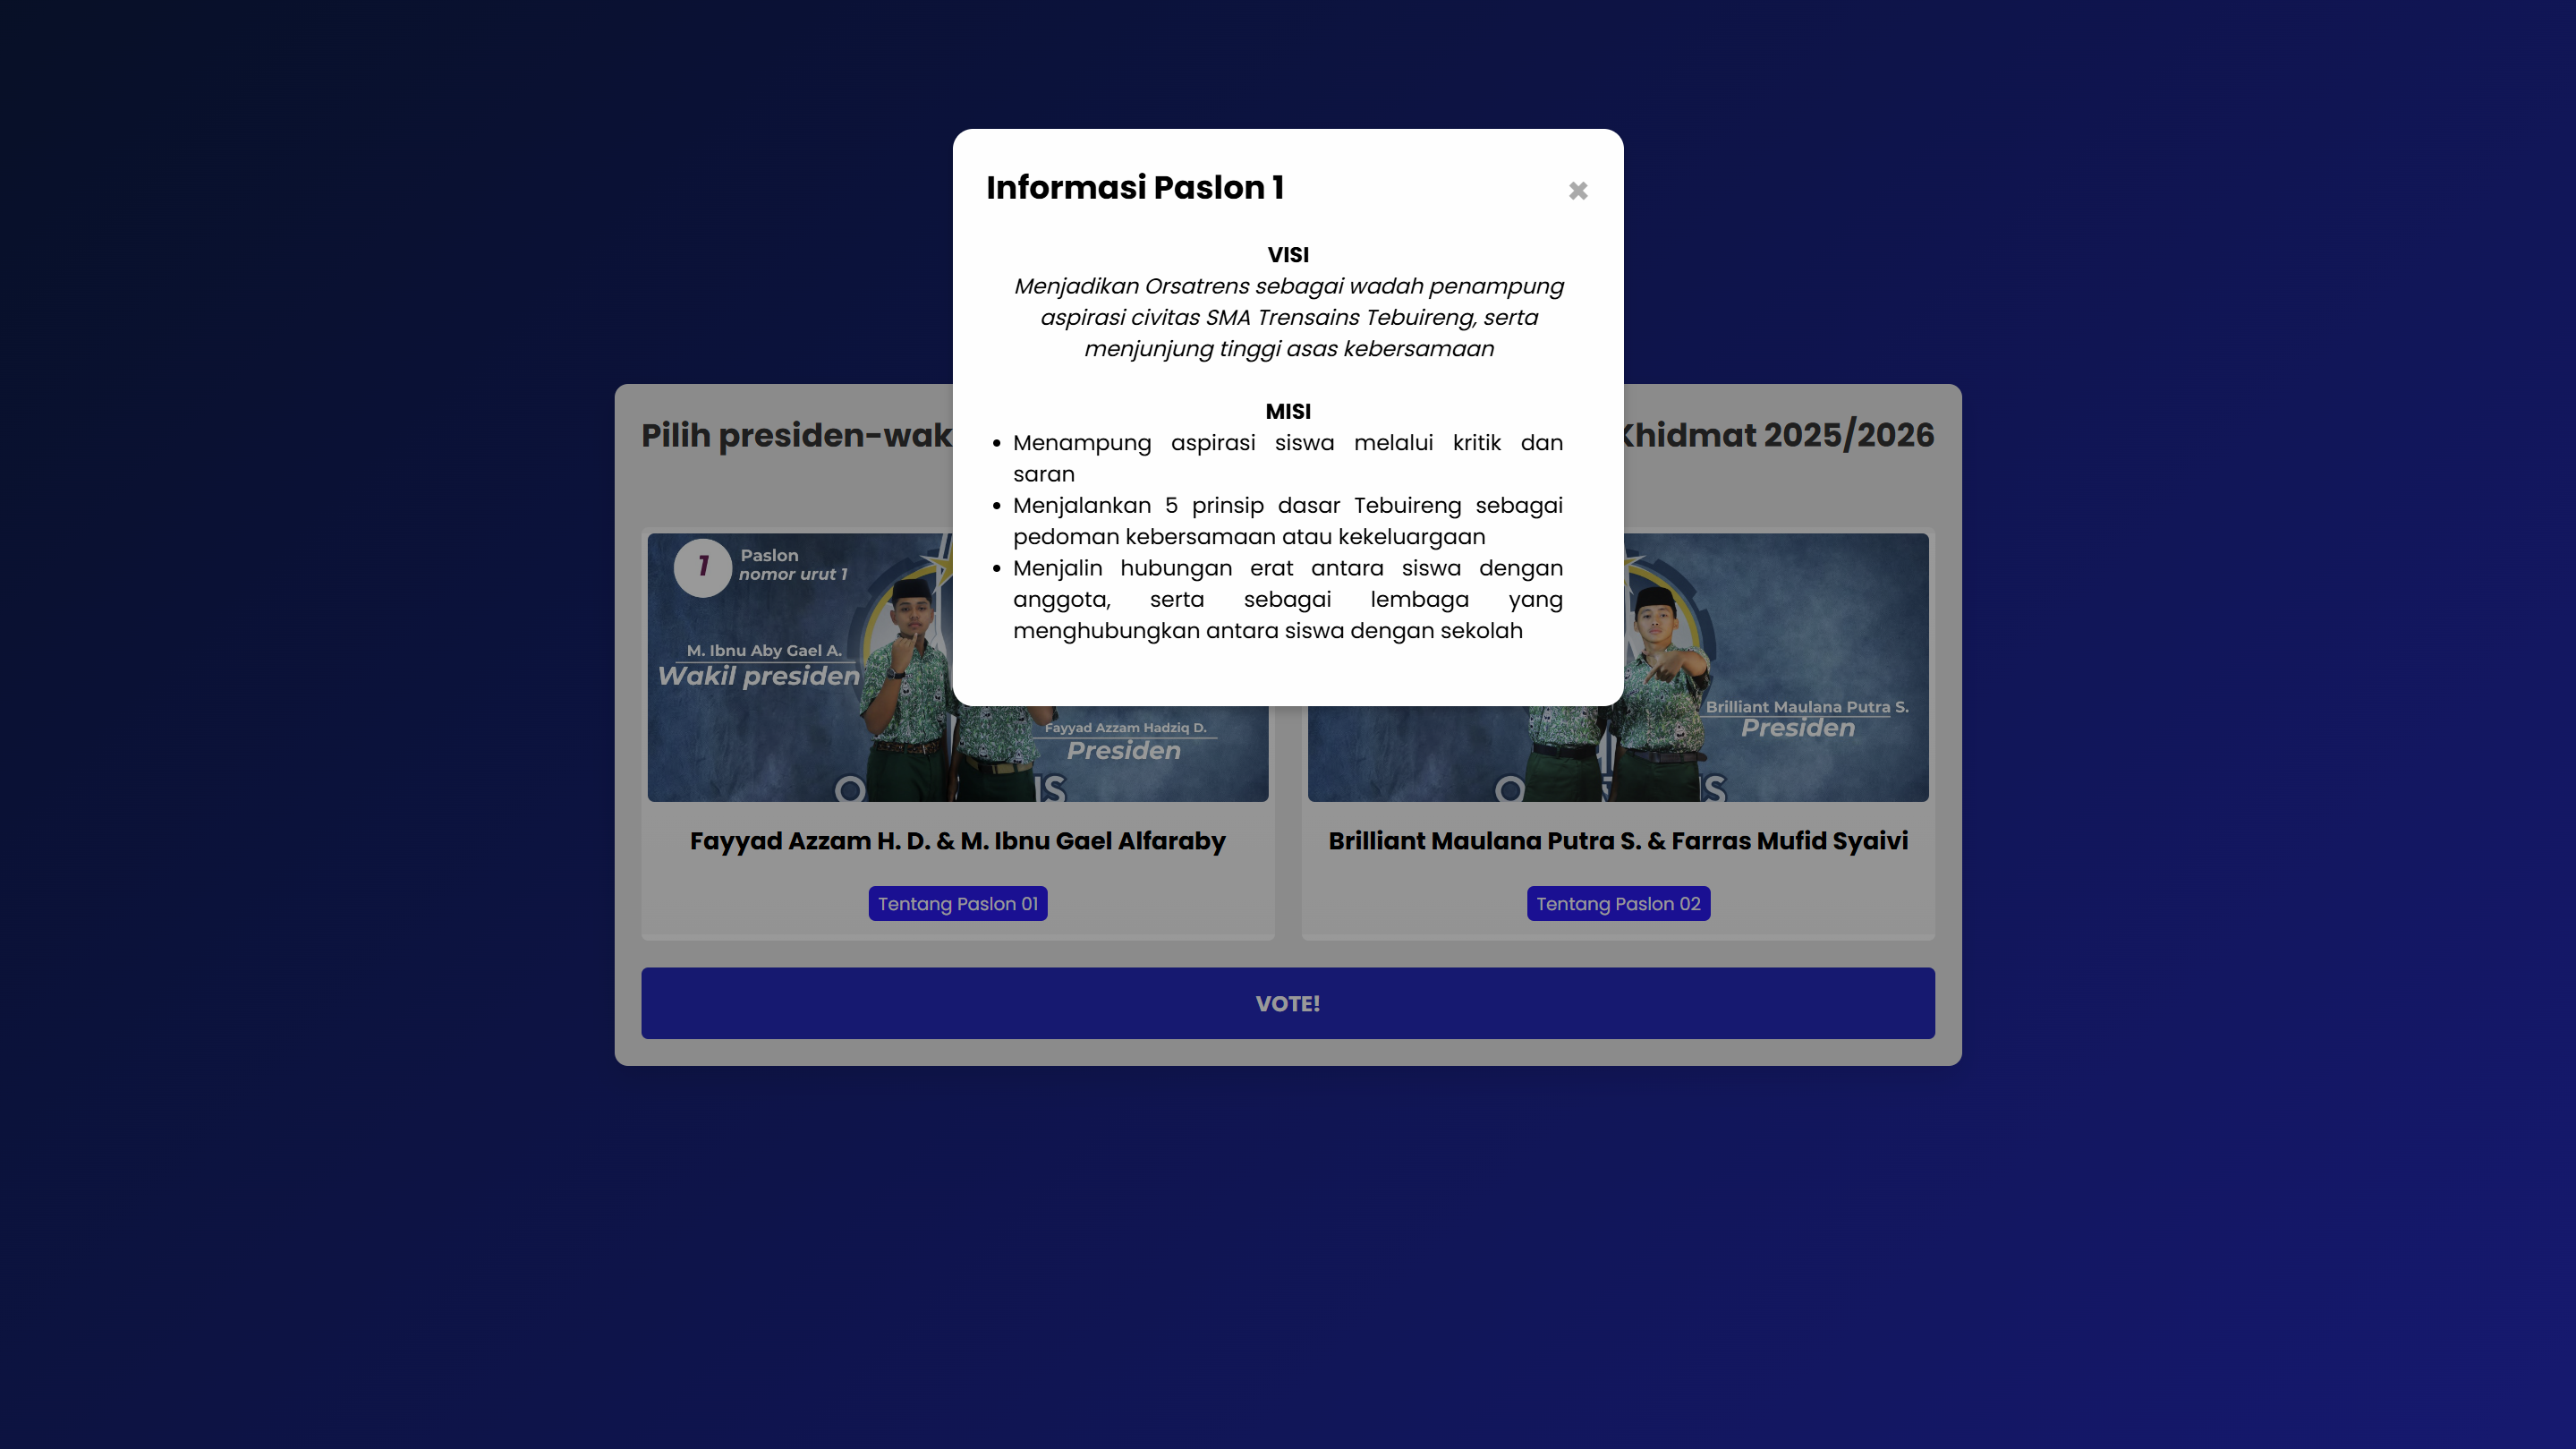 Informasi Paslon 1
VISI
Menjadikan Orsatrens sebagai wadah penampung
aspirasi civitas SMA Trensains Tebuireng, serta
menjunjung tinggi asas kebersamaan
MISI
• Menampung aspirasi siswa melalui kritik dan
saran
• Menjalankan 5 prinsip dasar Tebuireng sebagai
pedoman kebersamaan atau kekeluargaan
• Menjalin hubungan erat antara siswa dengan
anggota, serta sebagai lembaga yang
menghubungkan antara siswa dengan sekolah
Pilih presiden-wak
Khidmat 2025/2026
1
Paslon
nomor urut 1
M. Ibnu Aby Gael A.
Wakil presiden
Fayyad Azzam Hadziq D.
Presiden
Brilliant Maulana Putra S.
Presiden
Fayyad Azzam H. D. & M. Ibnu Gael Alfaraby
Tentang Paslon 01
Brilliant Maulana Putra S. & Farras Mufid Syaivi
Tentang Paslon 02
VOTE!